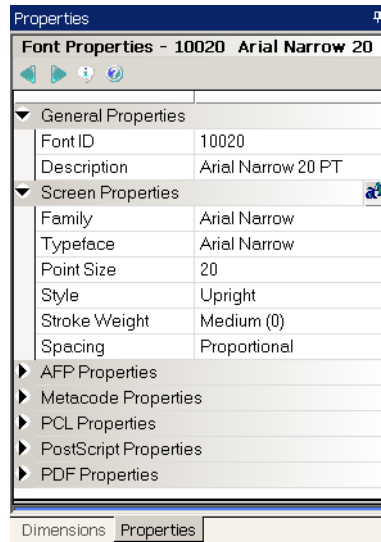 Properties
Font Properties - 10020 Arial Narrow 20
General Properties
Font ID 10020
Description Arial Narrow 20 PT
Screen Properties
Family Arial Narrow
Typeface Arial Narrow
Point Size 20
Style Upright
Stroke Weight Medium (0)
Spacing Proportional
AFP Properties
Metacode Properties
PCL Properties
PostScript Properties
PDF Properties
Dimensions Properties